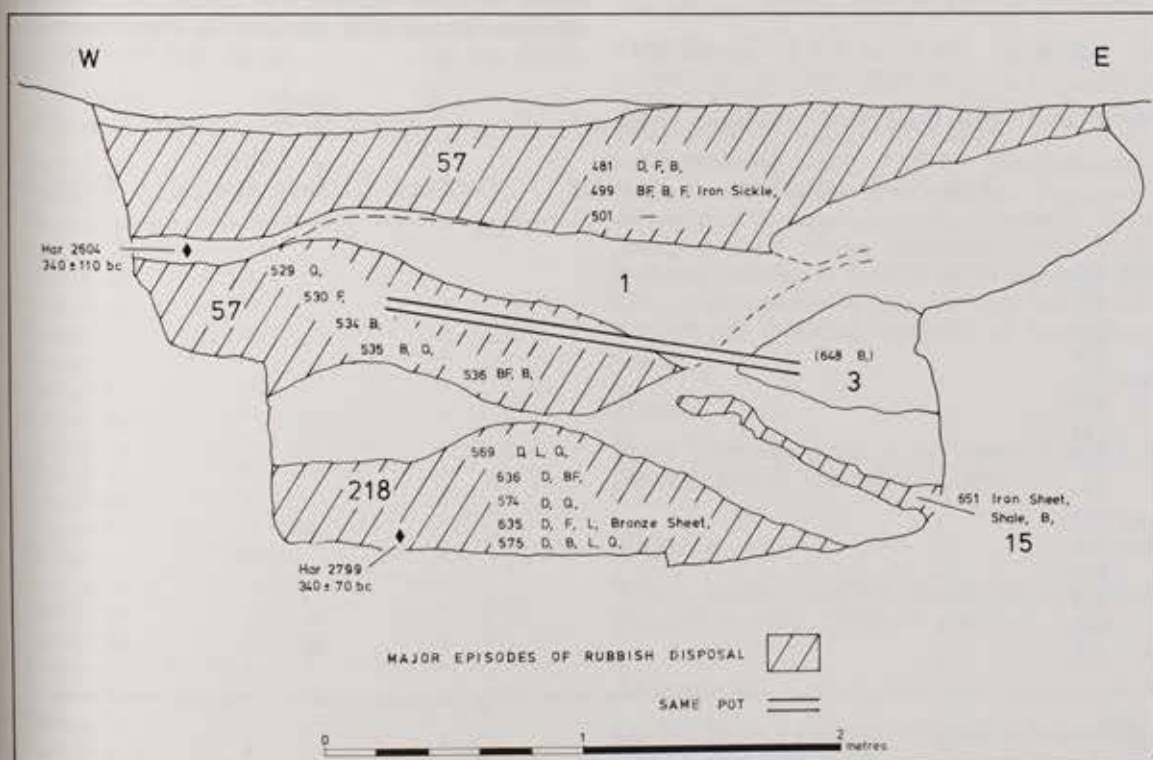 W E
57
481 D, F, B,
499 BF, B, F, Iron Sickle,
501 —
Har 2604
340 ± 110 bc
529 Q,
1
530 F,
57
534 B,
535 B, Q,
(648 B,)
536 BF, B,
3
569 D, L, Q,
636 D, BF,
218
574 D, Q,
651 Iron Sheet,
Shale, B,
635 D, F, L, Bronze Sheet,
15
575 D, B, L, Q,
Har 2799
340 ± 70 bc
MAJOR EPISODES OF RUBBISH DISPOSAL
SAME POT
0 1 2
metres